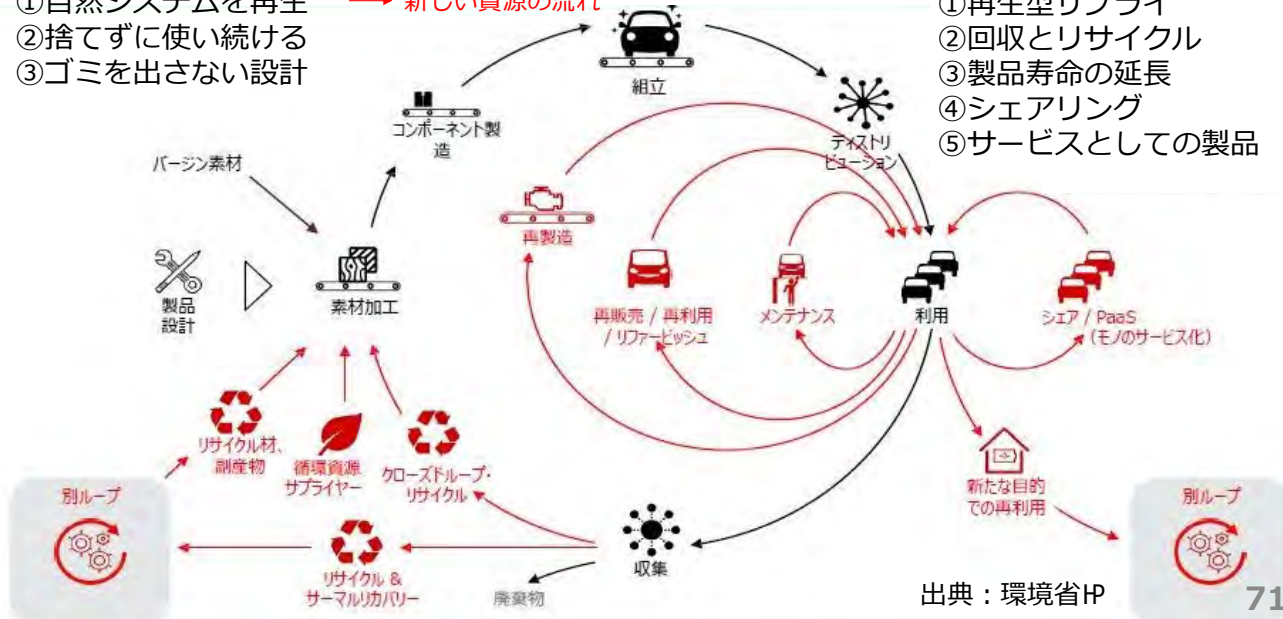 ①自然システムを再生
②捨てずに使い続ける
③ゴミを出さない設計
新しい資源の流れ
①再生型サプライ
②回収とリサイクル
③製品寿命の延長
④シェアリング
⑤サービスとしての製品
組立
コンポーネント製
造
ディストリ
ビューション
バージン素材
製品
設計
素材加工
再製造
再販売 / 再利用
/ リファービッシュ
メンテナンス
利用
シェア / PaaS
(モノのサービス化)
リサイクル材、
副産物
循環資源
サプライヤー
クローズドループ・
リサイクル
新たな目的
での再利用
別ループ
別ループ
リサイクル &
サーマルリカバリー
廃棄物
収集
出典：環境省HP
71